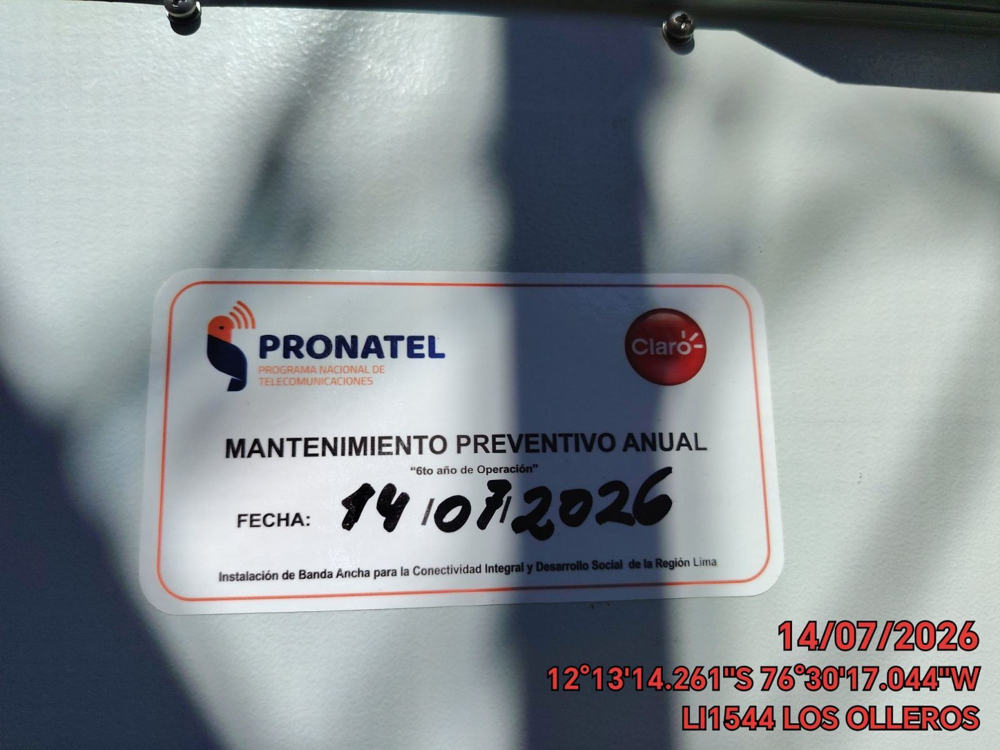 PRONATEL
PROGRAMA NACIONAL DE
TELECOMUNICACIONES
Claro
MANTENIMIENTO PREVENTIVO ANUAL
“6to año de Operación”
FECHA: 14/07/2026
Instalación de Banda Ancha para la Conectividad Integral y Desarrollo Social de la Región Lima
14/07/2026
12°13'14.261"S 76°30'17.044"W
LI1544 LOS OLLEROS